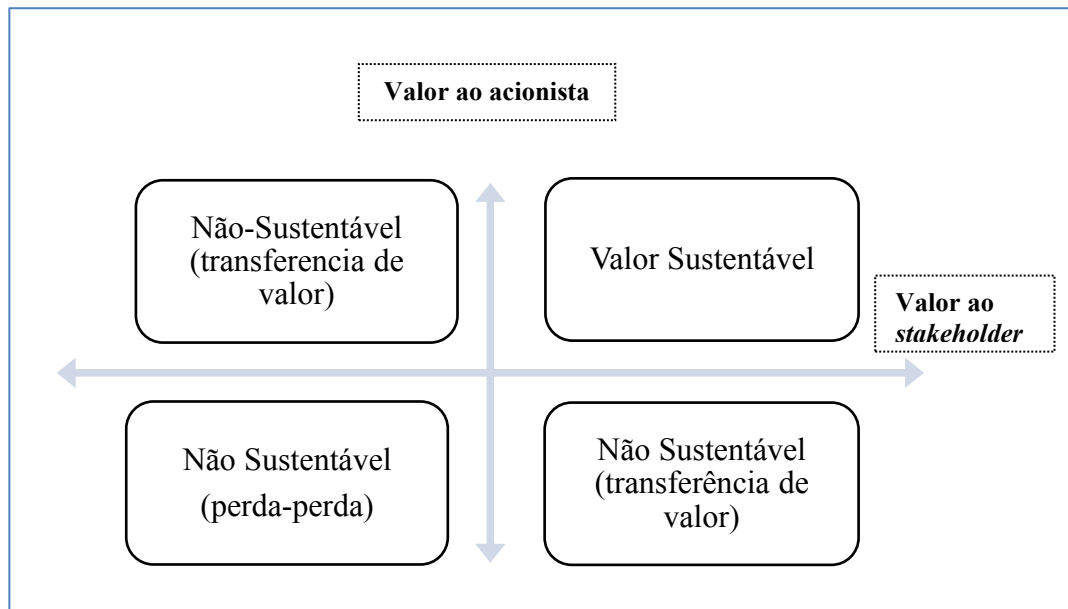 Valor ao acionista
Não-Sustentável
(transferencia de
valor)
Valor Sustentável
Valor ao
stakeholder
Não Sustentável
(perda-perda)
Não Sustentável
(transferência de
valor)